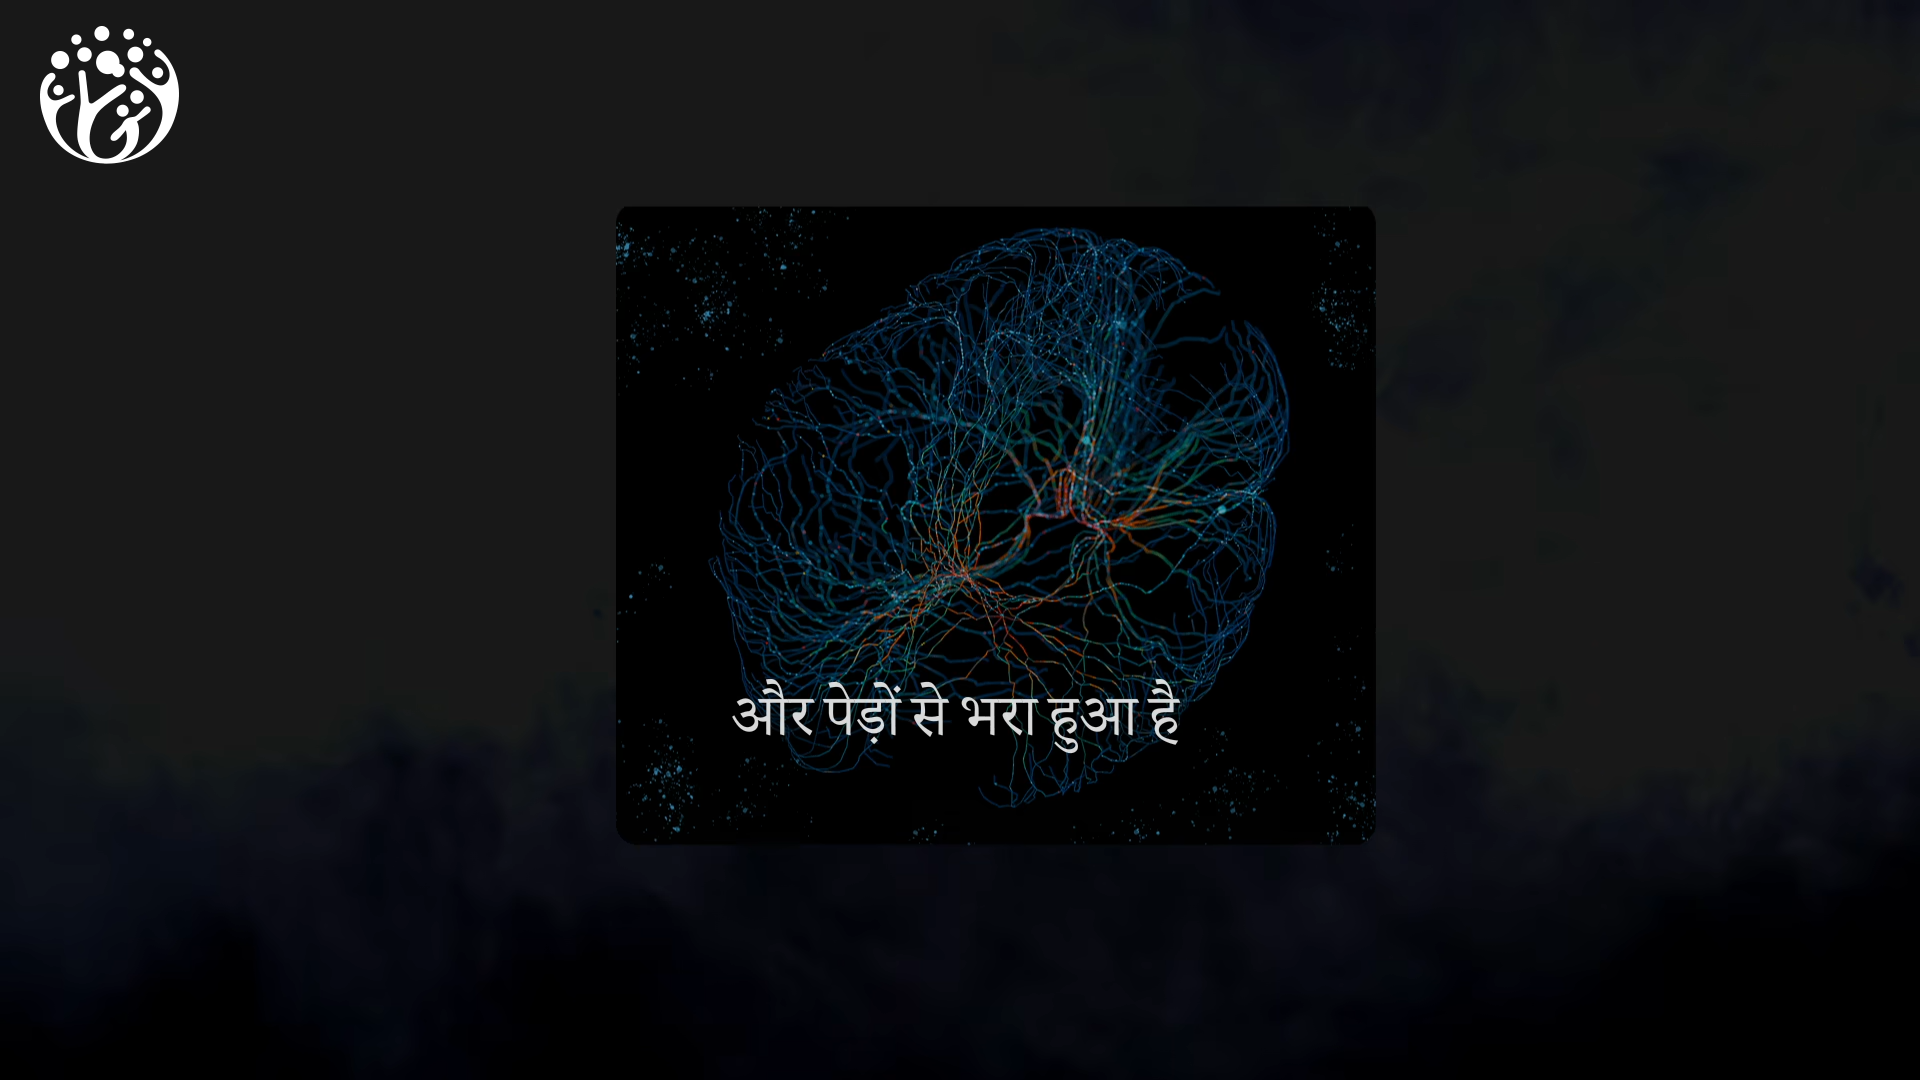 और पेड़ों से भरा हुआ है